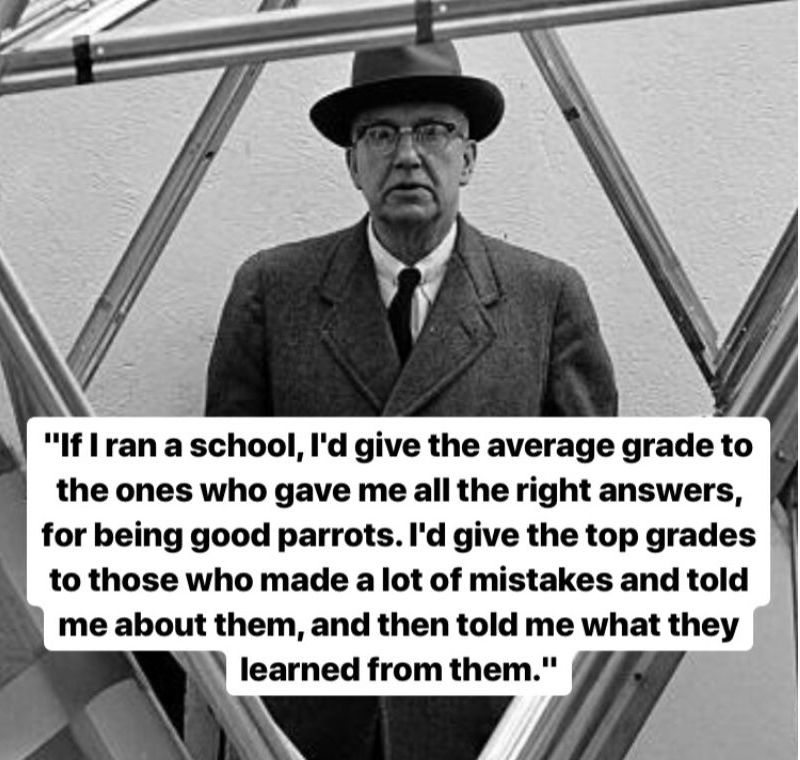 "If I ran a school, I'd give the average grade to
the ones who gave me all the right answers,
for being good parrots. I'd give the top grades
to those who made a lot of mistakes and told
me about them, and then told me what they
learned from them."